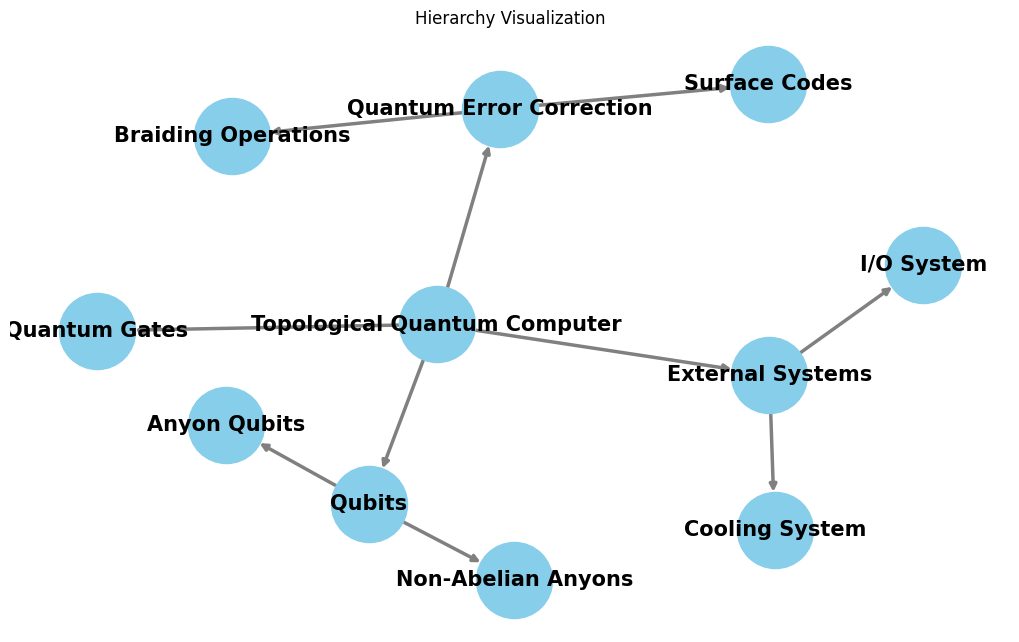 Hierarchy Visualization
Surface Codes
Quantum Error Correction
Braiding Operations
I/O System
Topological Quantum Computer
Quantum Gates
External Systems
Anyon Qubits
Qubits
Cooling System
Non-Abelian Anyons